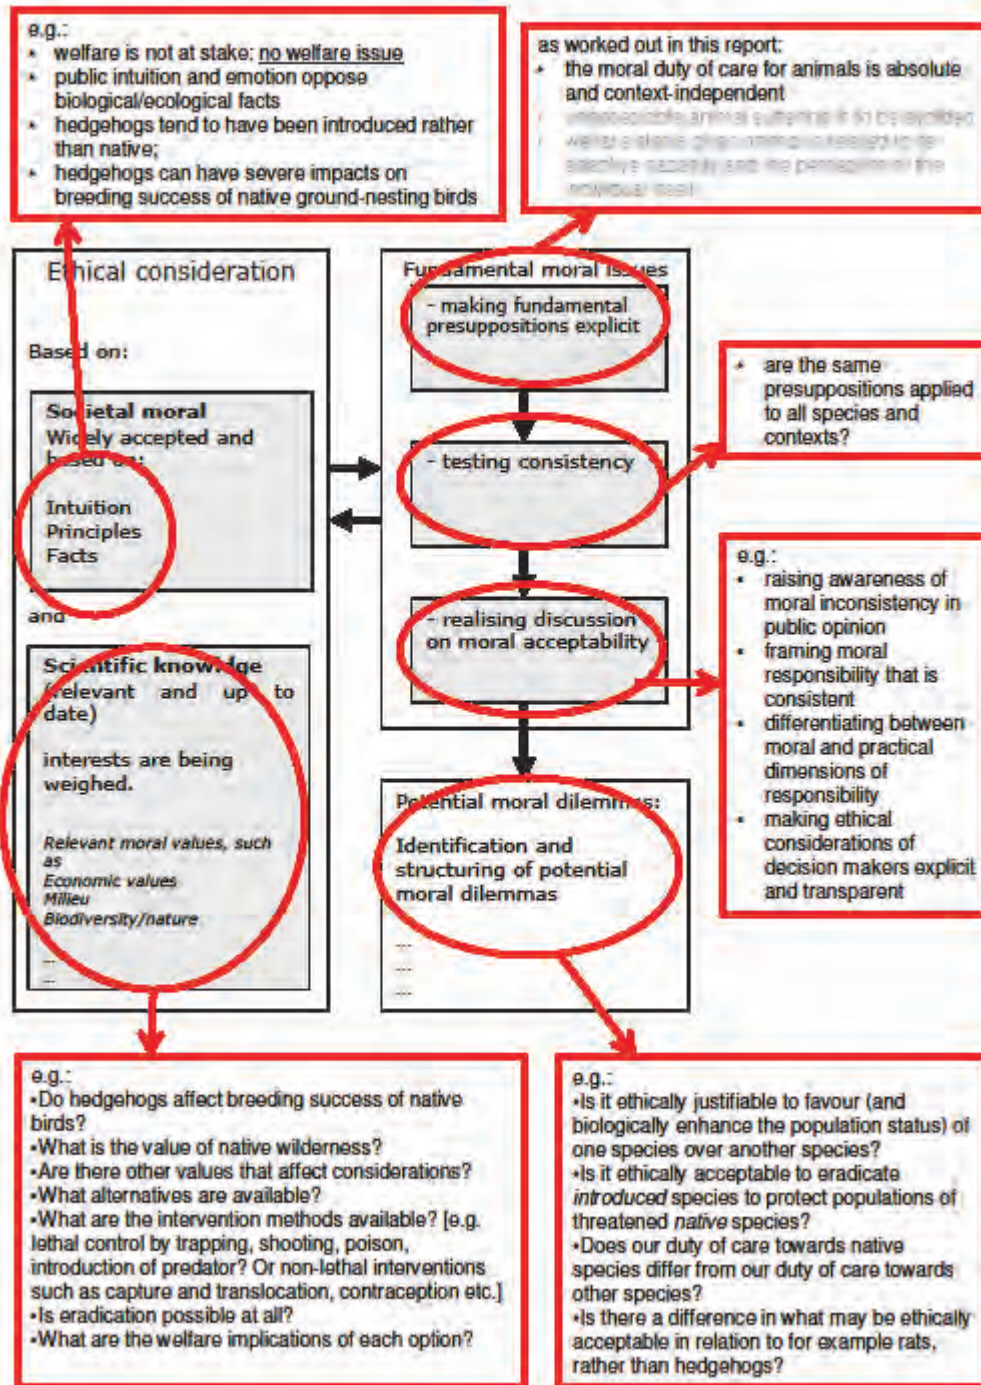 e.g.:
• welfare is not at stake: no welfare issue
• public intuition and emotion oppose
biological/ecological facts
• hedgehogs tend to have been introduced rather
than native;
• hedgehogs can have severe impacts on
breeding success of native ground-nesting birds
as worked out in this report:
• the moral duty of care for animals is absolute
and context-independent
Ethical consideration
Based on:
Societal moral
Widely accepted and
based on:
Intuition
Principles
Facts
and
Scientific knowledge
(relevant and up to
date)
interests are being
weighed.
Relevant moral values, such
as
Economic values
Milieu
Biodiversity/nature
...
...
Fundamental moral issues
- making fundamental
presuppositions explicit
- testing consistency
- realising discussion
on moral acceptability
Potential moral dilemmas:
Identification and
structuring of potential
moral dilemmas
...
...
...
• are the same
presuppositions applied
to all species and
contexts?
e.g.:
• raising awareness of
moral inconsistency in
public opinion
• framing moral
responsibility that is
consistent
• differentiating between
moral and practical
dimensions of
responsibility
• making ethical
considerations of
decision makers explicit
and transparent
e.g.:
•Do hedgehogs affect breeding success of native
birds?
•What is the value of native wilderness?
•Are there other values that affect considerations?
•What alternatives are available?
•What are the intervention methods available? [e.g.
lethal control by trapping, shooting, poison,
introduction of predator? Or non-lethal interventions
such as capture and translocation, contraception etc.]
•Is eradication possible at all?
•What are the welfare implications of each option?
e.g.:
•Is it ethically justifiable to favour (and
biologically enhance the population status) of
one species over another species?
•Is it ethically acceptable to eradicate
introduced species to protect populations of
threatened native species?
•Does our duty of care towards native
species differ from our duty of care towards
other species?
•Is there a difference in what may be ethically
acceptable in relation to for example rats,
rather than hedgehogs?